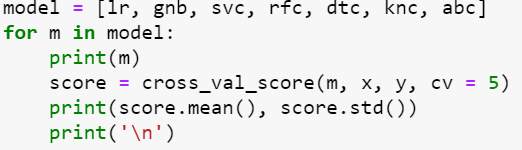 model = [lr, gnb, svc, rfc, dtc, knc, abc]
for m in model:
    print(m)
    score = cross_val_score(m, x, y, cv = 5)
    print(score.mean(), score.std())
    print('\n')